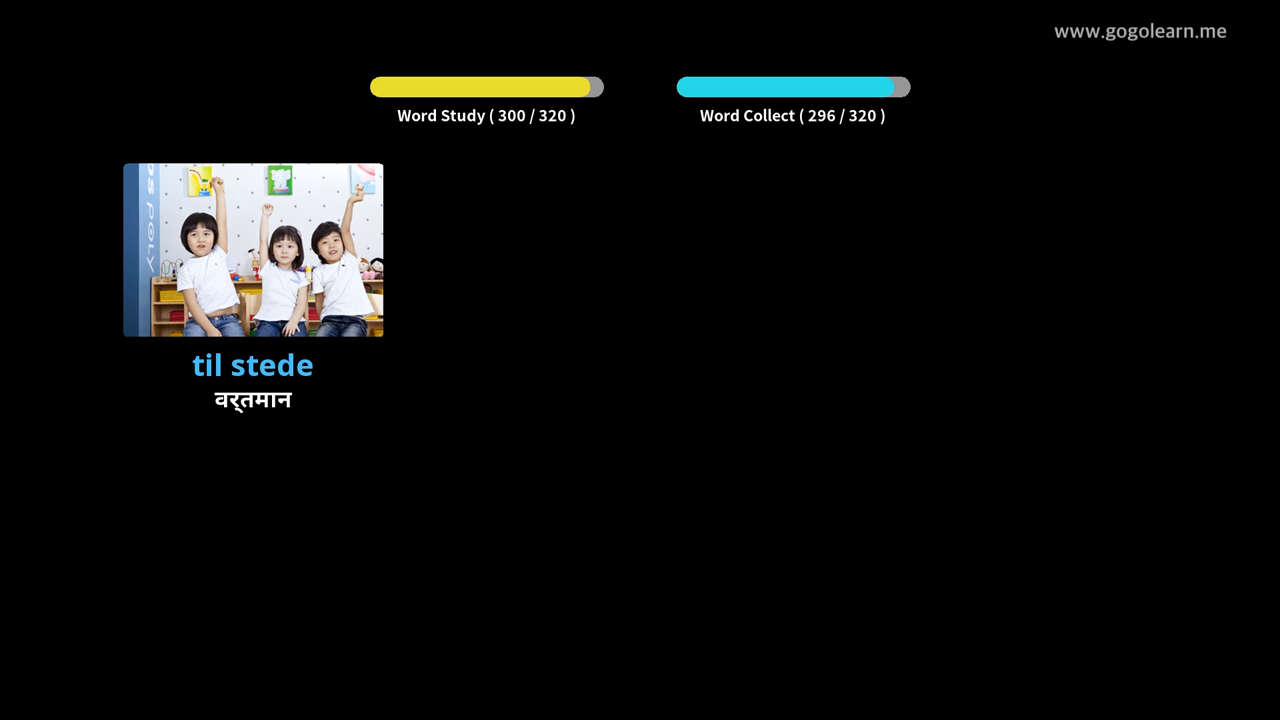 www.gogolearn.me
Word Study ( 300 / 320 )
Word Collect ( 296 / 320 )
til stede
वर्तमान